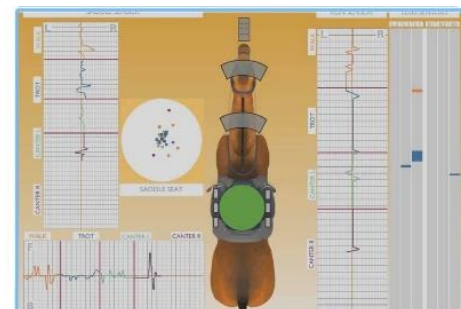 L R
WALK
TROT
CANTER L
CANTER R
SADDLE SEAT
WALK TROT CANTER L CANTER R
F
B
L R
WALK
TROT
CANTER L
CANTER R